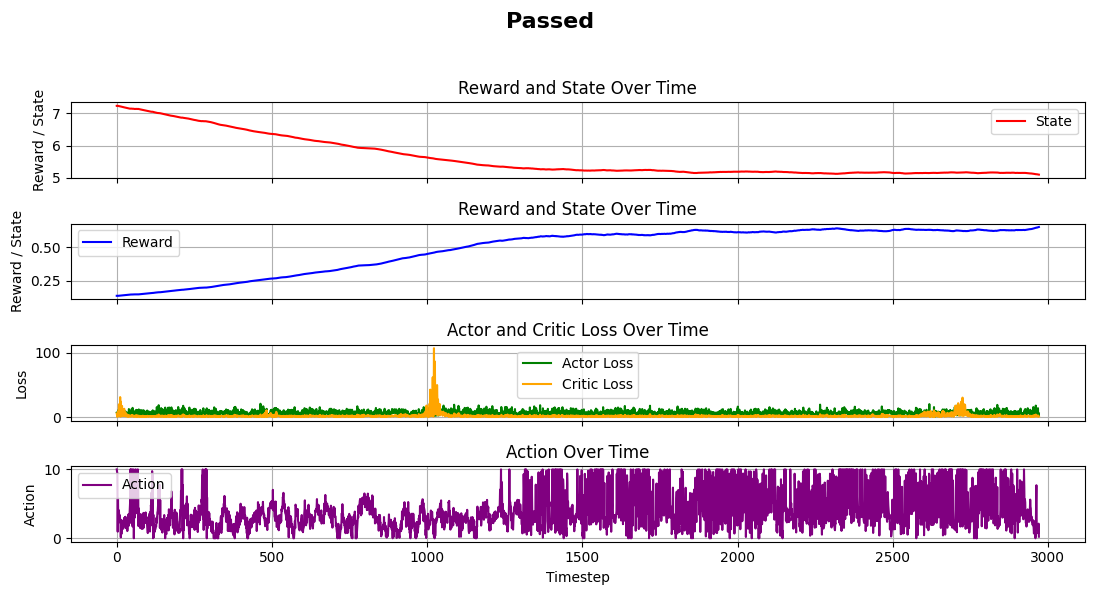 Passed
Reward and State Over Time
Reward / State
7
6
5
State
Reward and State Over Time
Reward / State
0.50
0.25
Reward
Actor and Critic Loss Over Time
Loss
100
0
Actor Loss
Critic Loss
Action Over Time
Action
10
0
Action
0 500 1000 1500 2000 2500 3000
Timestep